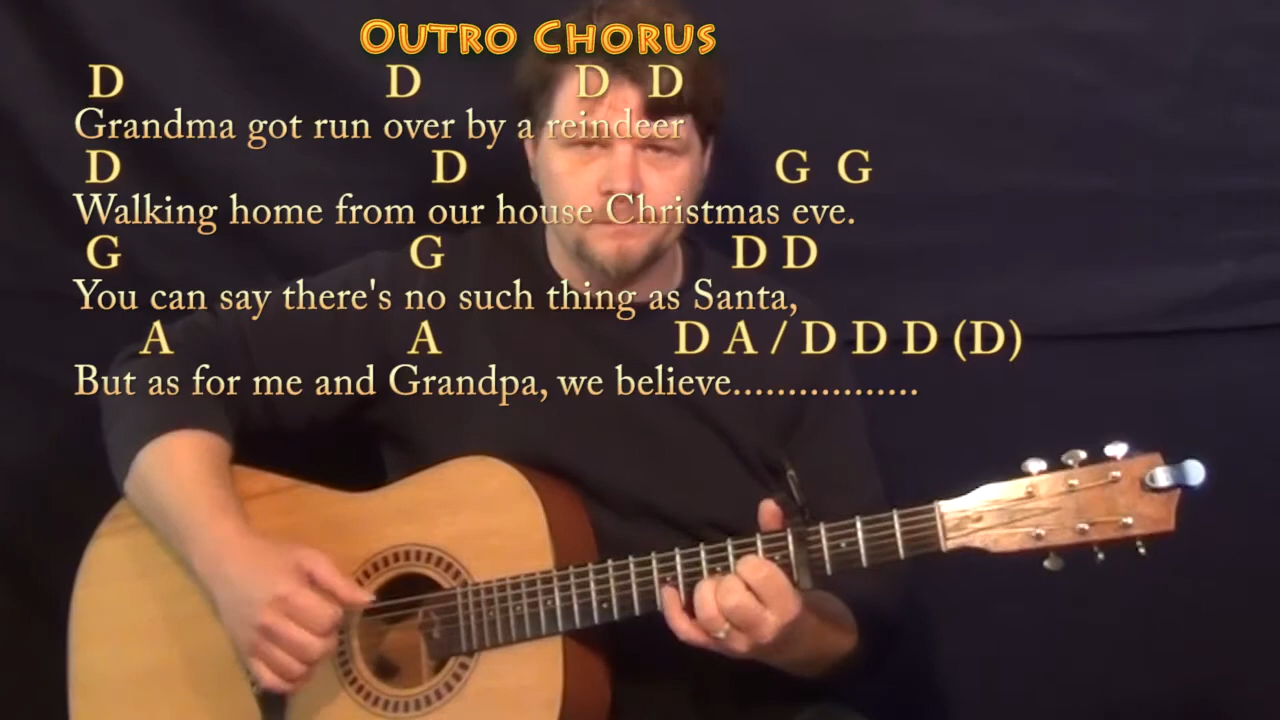 Outro Chorus
D D D D
Grandma got run over by a reindeer
D D G G
Walking home from our house Christmas eve.
G G D D
You can say there's no such thing as Santa,
A A D A / D D D (D)
But as for me and Grandpa, we believe.................